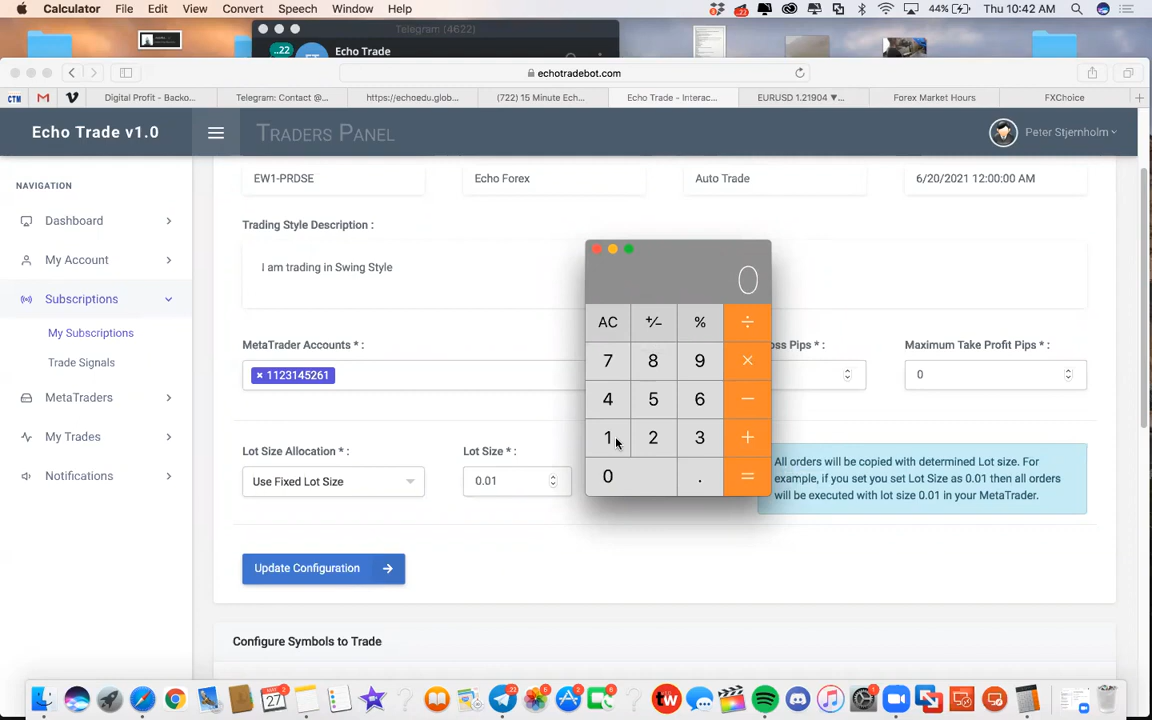 Calculator File Edit View Convert Speech Window Help 44% Thu 10:42 AM
Telegram (4622)
..22 ET Echo Trade
echotradebot.com
CTM Digital Profit - Backo... Telegram: Contact @... https://echoedu.glob... (722) 15 Minute Ech... Echo Trade - Interac... EURUSD 1.21904 ▼... Forex Market Hours FXChoice
Echo Trade v1.0 TRADERS PANEL Peter Stjernholm
NAVIGATION
Dashboard
My Account
Subscriptions
My Subscriptions
Trade Signals
MetaTraders
My Trades
Notifications
EW1-PRDSE Echo Forex Auto Trade 6/20/2021 12:00:00 AM
Trading Style Description :
I am trading in Swing Style
MetaTrader Accounts * : oss Pips * : Maximum Take Profit Pips * :
× 1123145261 0
Lot Size Allocation * : Lot Size * :
Use Fixed Lot Size 0.01
All orders will be copied with determined Lot size. For
example, if you set you set Lot Size as 0.01 then all orders
will be executed with lot size 0.01 in your MetaTrader.
Update Configuration
Configure Symbols to Trade
0
AC +/− % ÷
7 8 9 ×
4 5 6 −
1 2 3 +
0 . =
MAY
27
tw